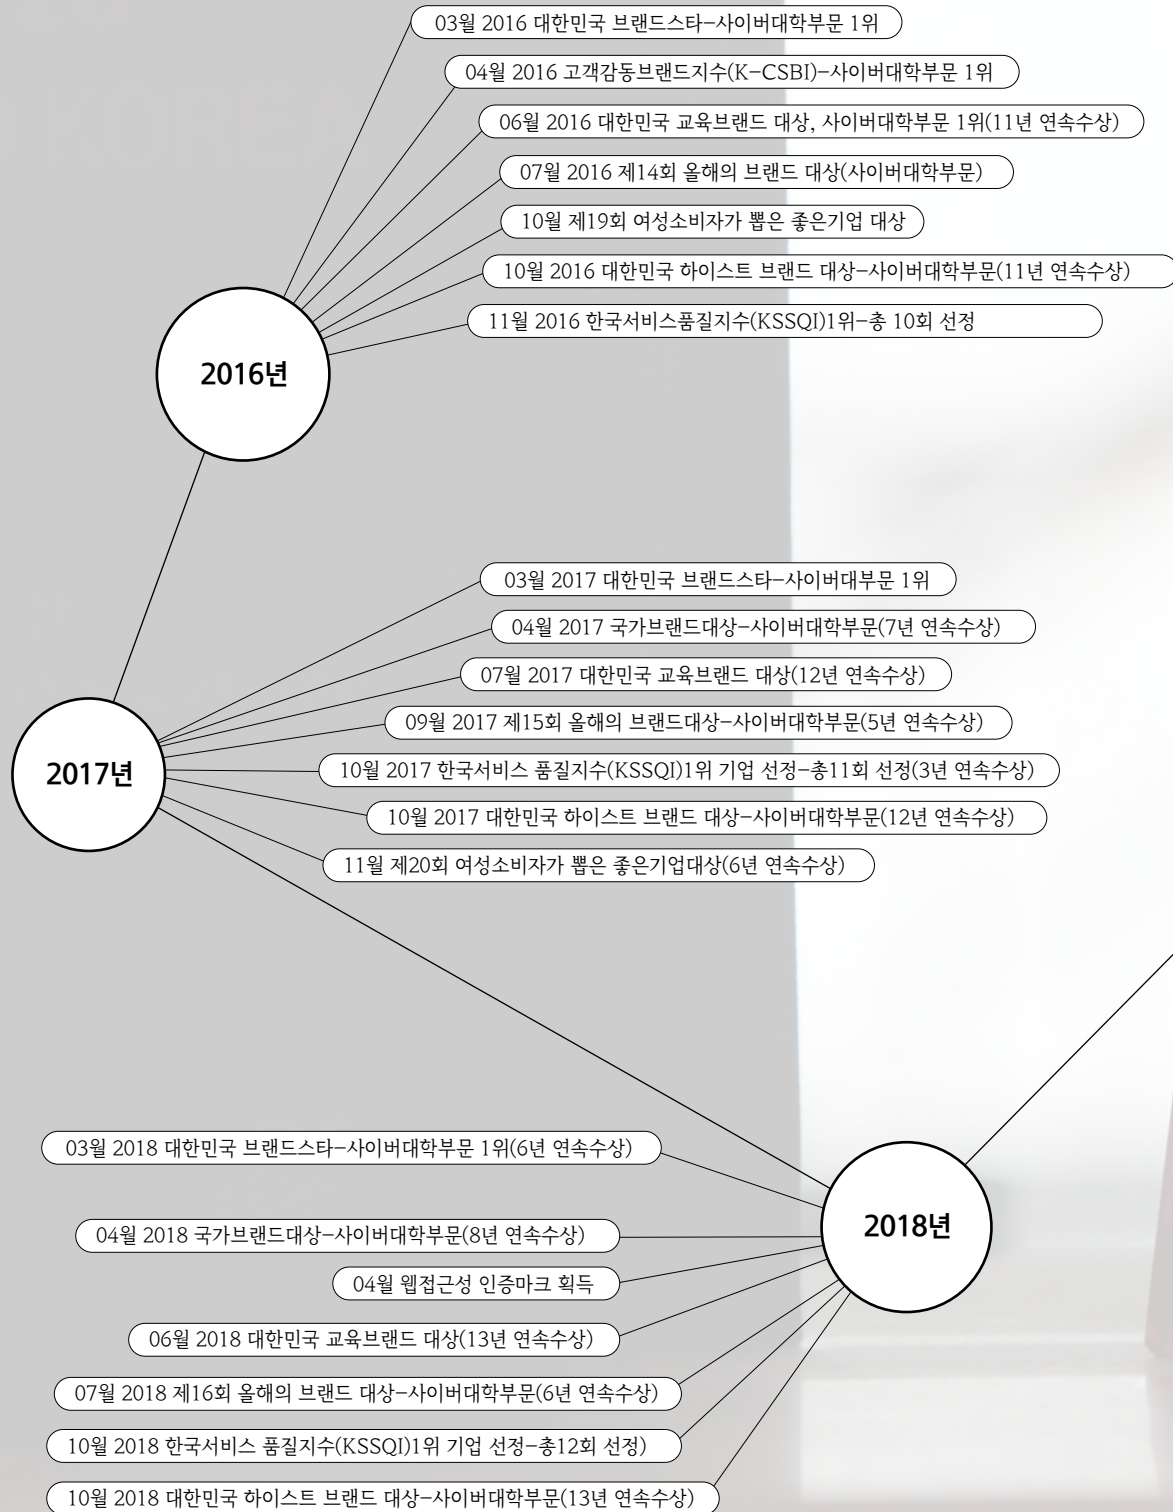 03월 2016 대한민국 브랜드스타-사이버대학부문 1위
04월 2016 고객감동브랜드지수(K-CSBI)-사이버대학부문 1위
06월 2016 대한민국 교육브랜드 대상, 사이버대학부문 1위(11년 연속수상)
07월 2016 제14회 올해의 브랜드 대상(사이버대학부문)
10월 제19회 여성소비자가 뽑은 좋은기업 대상
10월 2016 대한민국 하이스트 브랜드 대상-사이버대학부문(11년 연속수상)
11월 2016 한국서비스품질지수(KSSQI)1위-총 10회 선정
2016년
03월 2017 대한민국 브랜드스타-사이버대부문 1위
04월 2017 국가브랜드대상-사이버대학부문(7년 연속수상)
07월 2017 대한민국 교육브랜드 대상(12년 연속수상)
09월 2017 제15회 올해의 브랜드대상-사이버대학부문(5년 연속수상)
10월 2017 한국서비스 품질지수(KSSQI)1위 기업 선정-총11회 선정(3년 연속수상)
10월 2017 대한민국 하이스트 브랜드 대상-사이버대학부문(12년 연속수상)
11월 제20회 여성소비자가 뽑은 좋은기업대상(6년 연속수상)
2017년
03월 2018 대한민국 브랜드스타-사이버대학부문 1위(6년 연속수상)
04월 2018 국가브랜드대상-사이버대학부문(8년 연속수상)
04월 웹접근성 인증마크 획득
06월 2018 대한민국 교육브랜드 대상(13년 연속수상)
07월 2018 제16회 올해의 브랜드 대상-사이버대학부문(6년 연속수상)
10월 2018 한국서비스 품질지수(KSSQI)1위 기업 선정-총12회 선정)
10월 2018 대한민국 하이스트 브랜드 대상-사이버대학부문(13년 연속수상)
2018년
KOREA